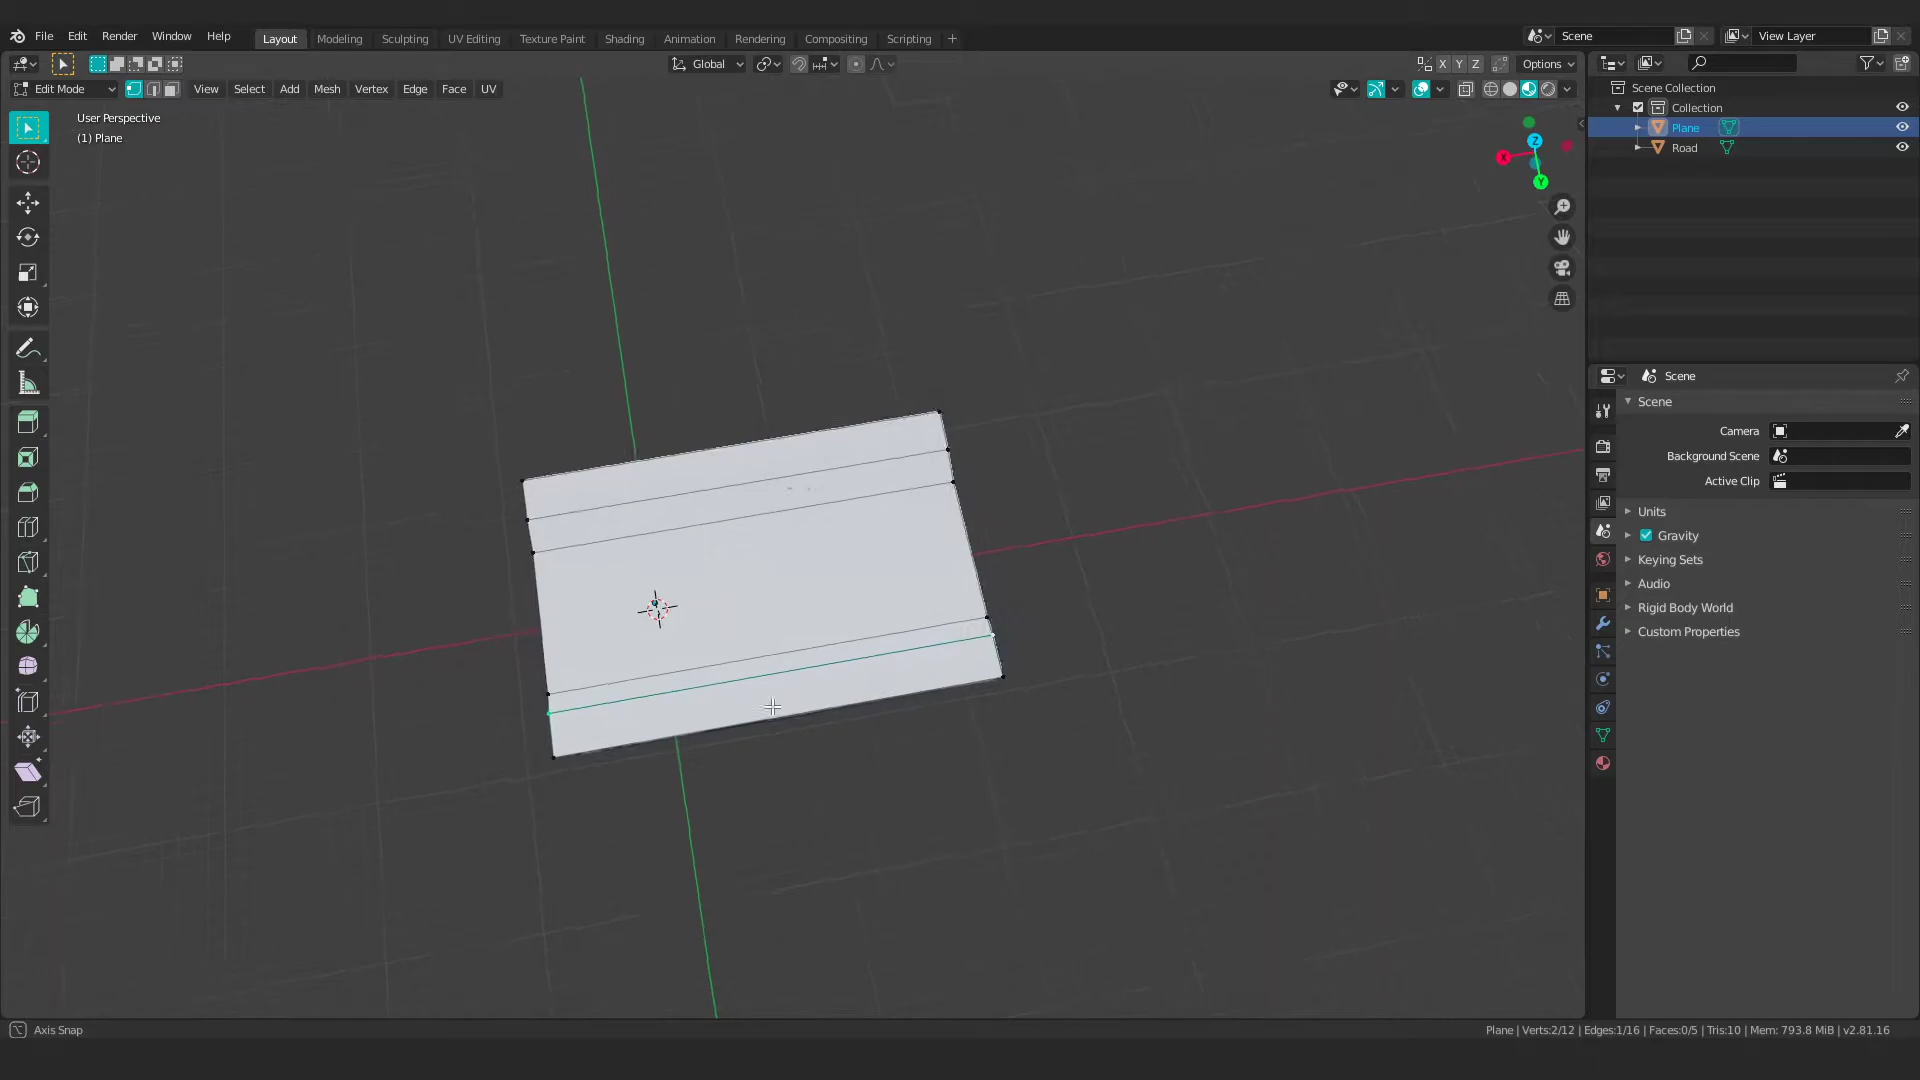 File Edit Render Window Help
Layout Modeling Sculpting UV Editing Texture Paint Shading Animation Rendering Compositing Scripting
Scene View Layer
Global X Y Z Options
Edit Mode View Select Add Mesh Vertex Edge Face UV
User Perspective
(1) Plane
Z
X
Y
Scene Collection
Collection
Plane
Road
Scene
Scene
Camera
Background Scene
Active Clip
Units
Gravity
Keying Sets
Audio
Rigid Body World
Custom Properties
Axis Snap
Plane | Verts:2/12 | Edges:1/16 | Faces:0/5 | Tris:10 | Mem: 793.8 MiB | v2.81.16